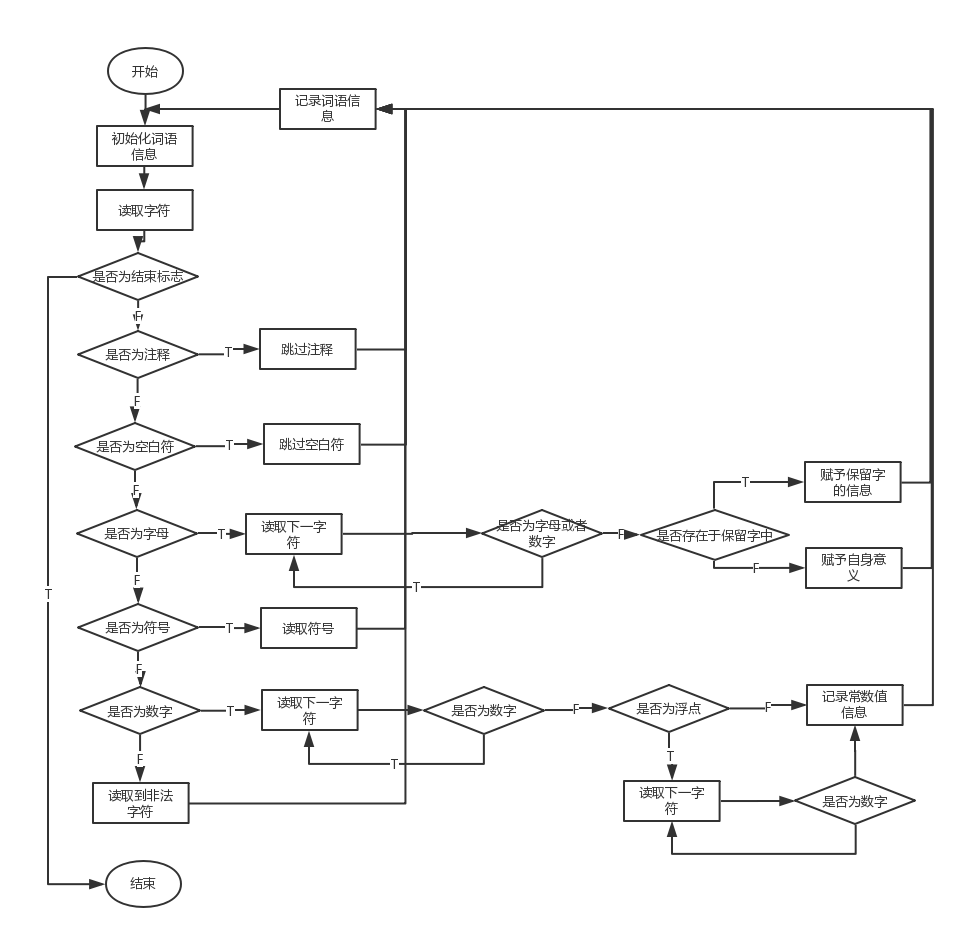 开始
记录词语信
息
初始化词语
信息
读取字符
是否为结束标志
F
是否为注释
T
跳过注释
F
是否为空白符
T
跳过空白符
F
是否为字母
T
读取下一字
符
是否为字母或者
数字
F
是否存在于保留字中
T
赋予保留字
的信息
F
赋予自身意
义
T
F
T
是否为符号
T
读取符号
F
是否为数字
T
读取下一字
符
是否为数字
F
是否为浮点
F
记录常数值
信息
T
F
T
读取到非法
字符
读取下一字
符
是否为数字
结束